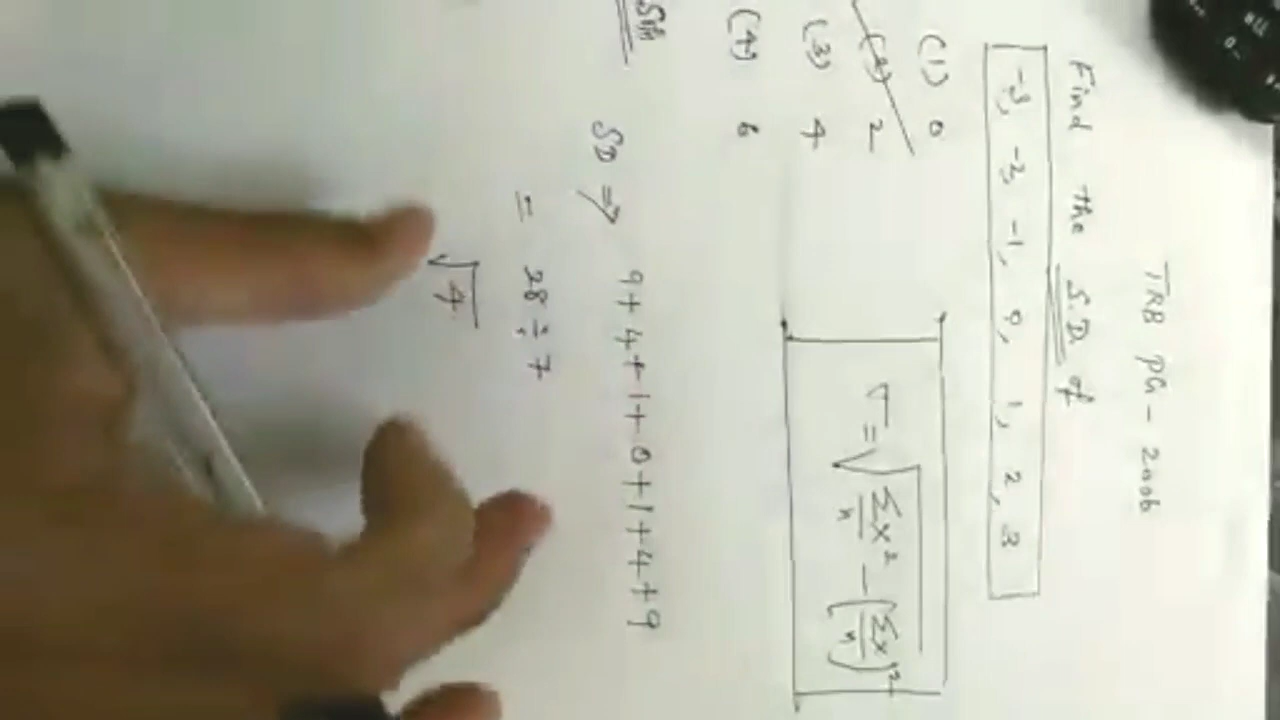 TRB PG - 2006
Find the S.D of
-3, -2, -1, 0, 1, 2, 3
(1) 0
(2) 2
(3) 4
(4) 6
σ = √Σx²/n - (Σx/n)²
SD ⇒ 9+4+1+0+1+4+9
= 28 ÷ 7
√4